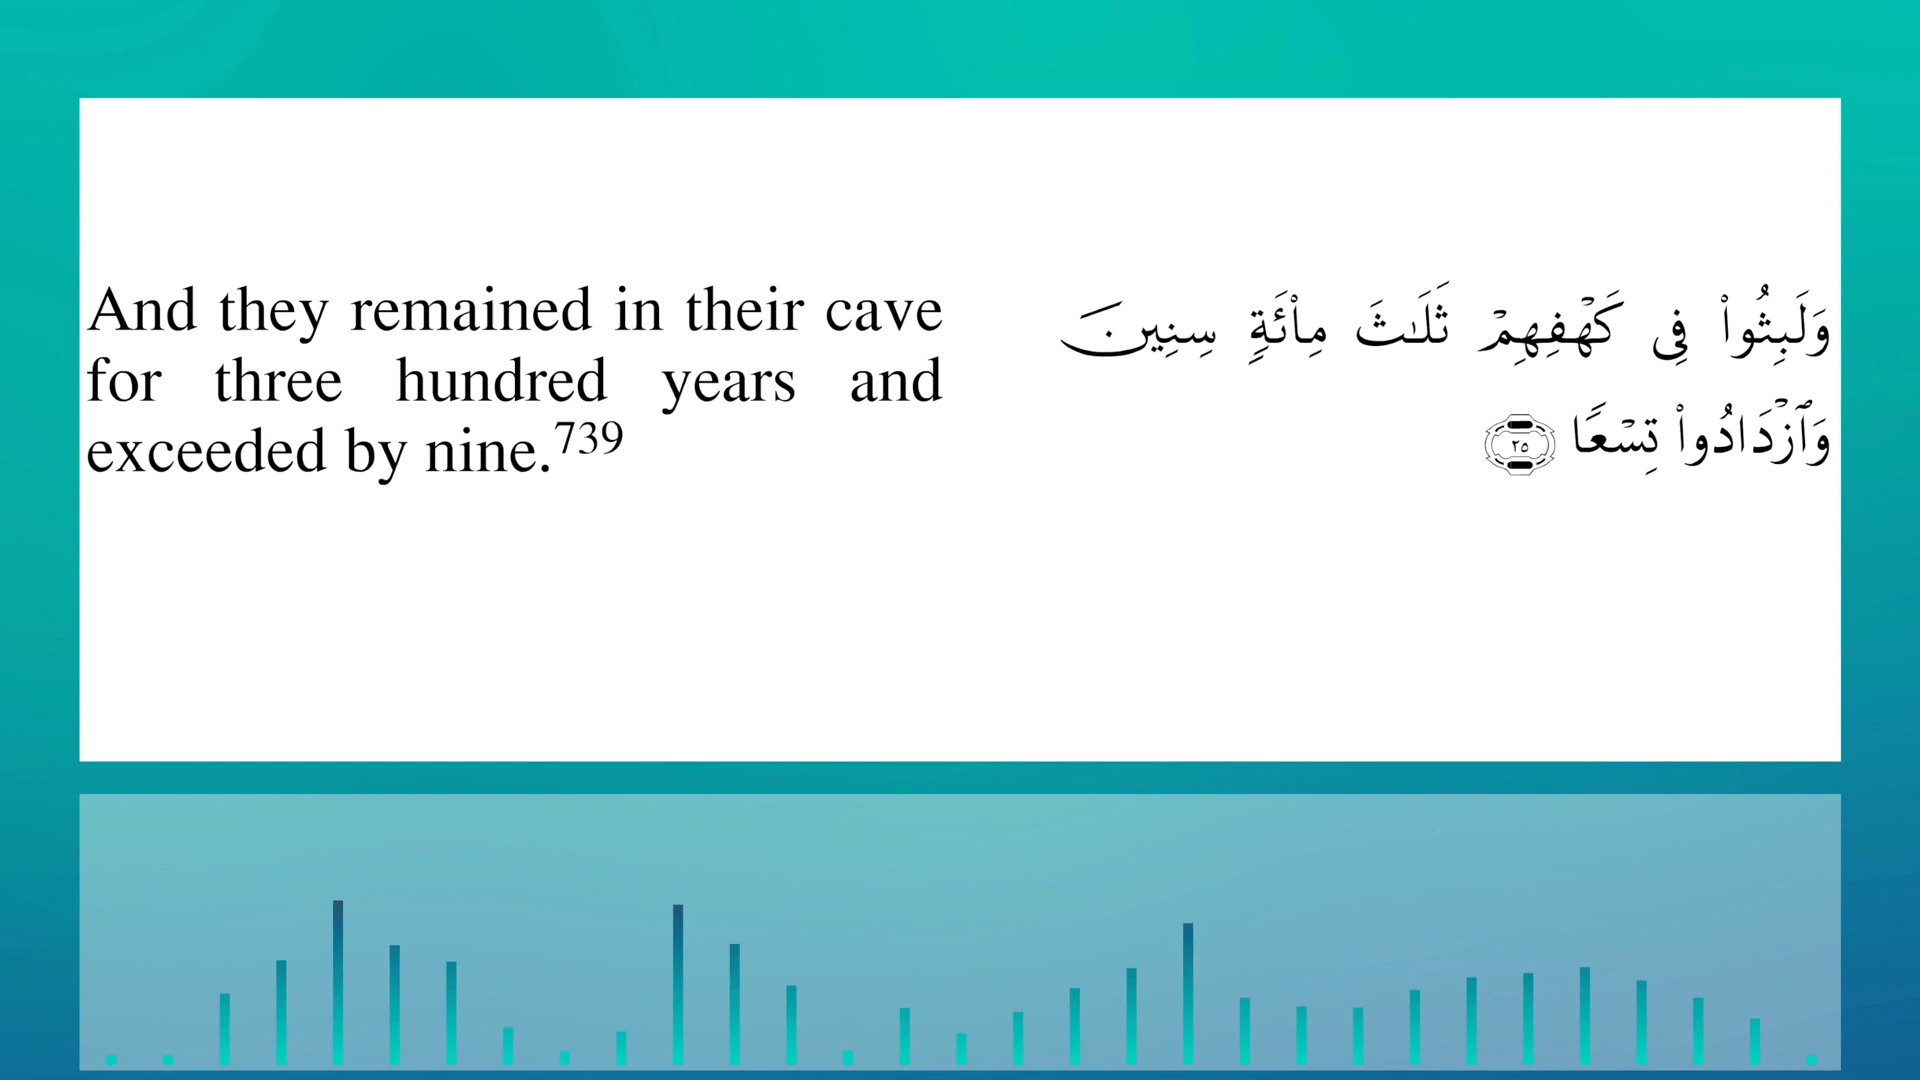 And they remained in their cave
for three hundred years and
exceeded by nine.739
وَلَبِثُوا۟ فِى كَهْفِهِمْ ثَلَـٰثَ مِا۟ئَةٍۢ سِنِينَ
وَٱزْدَادُوا۟ تِسْعًا ٢٥